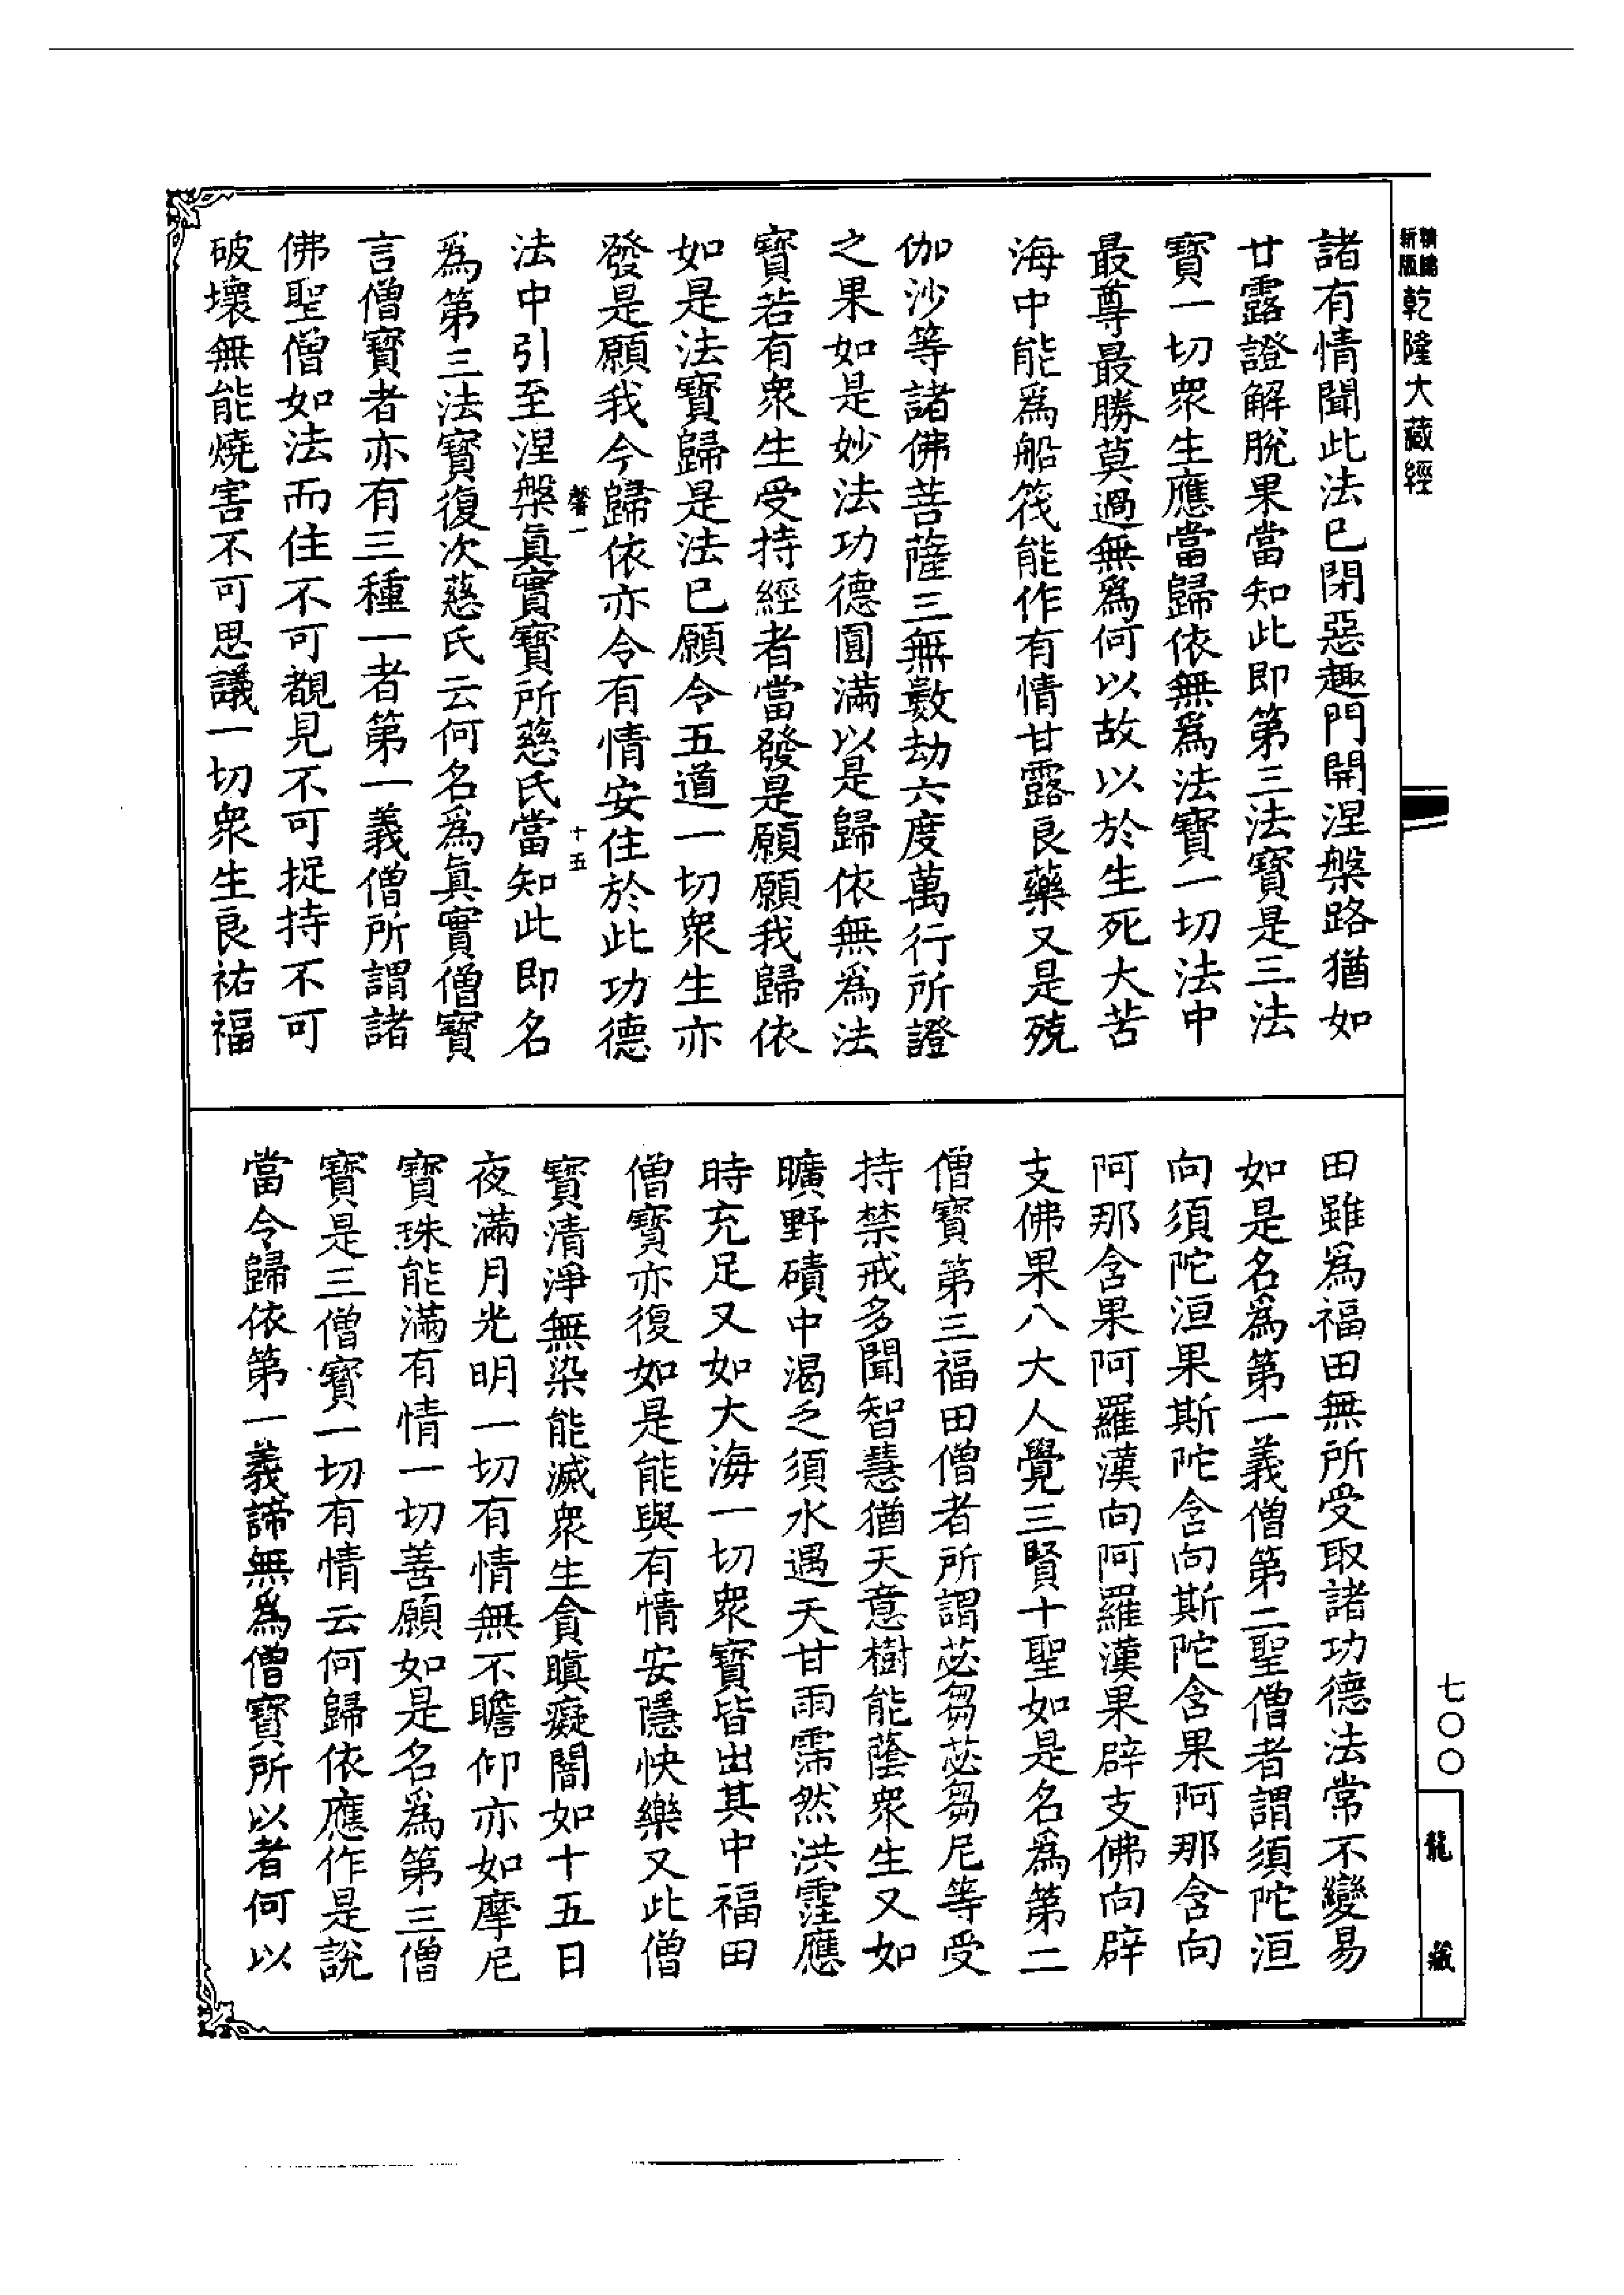 精編
新版
乾隆大藏經
諸有情聞此法已閉惡趣門開涅槃路猶如
甘露證解脫果當知此即第三法寶是三法
寶一切眾生應當歸依無為法寶一切法中
最尊最勝莫過無為何以故以於生死大苦
海中能為船筏能作有情甘露良藥又是兢
伽沙等諸佛菩薩三無數劫六度萬行所證
之果如是妙法功德圓滿以是歸依無為法
寶若有眾生受持經者當發是願願我歸依
如是法寶歸是法已願令五道一切眾生亦
發是願我今歸依亦令有情安住於此功德
馨一
十五
法中引至涅槃真實寶所慈氏當知此即名
為第三法寶復次慈氏云何名為真實僧寶
言僧寶者亦有三種一者第一義僧所謂諸
佛聖僧如法而住不可覩見不可捉持不可
破壞無能燒害不可思議一切眾生良祐福
田雖為福田無所受取諸功德法常不變易
如是名為第一義僧第二聖僧者謂須陀洹
向須陀洹果斯陀含向斯陀含果阿那含向
阿那含果阿羅漢向阿羅漢果辟支佛向辟
支佛果八大人覺三賢十聖如是名為第二
僧寶第三福田僧者所謂苾芻苾芻尼等受
持禁戒多聞智慧猶天意樹能蔭眾生又如
曠野磧中渴乏須水遇天甘雨霈然洪霔應
時充足又如大海一切眾寶皆出其中福田
僧寶亦復如是能與有情安隱快樂又此僧
寶清淨無染能滅眾生貪瞋癡闇如十五日
夜滿月光明一切有情無不瞻仰亦如摩尼
寶珠能滿有情一切善願如是名為第三僧
寶是三僧寶一切有情云何歸依應作是說
當令歸依第一義諦無為僧寶所以者何以
七〇〇
龍藏